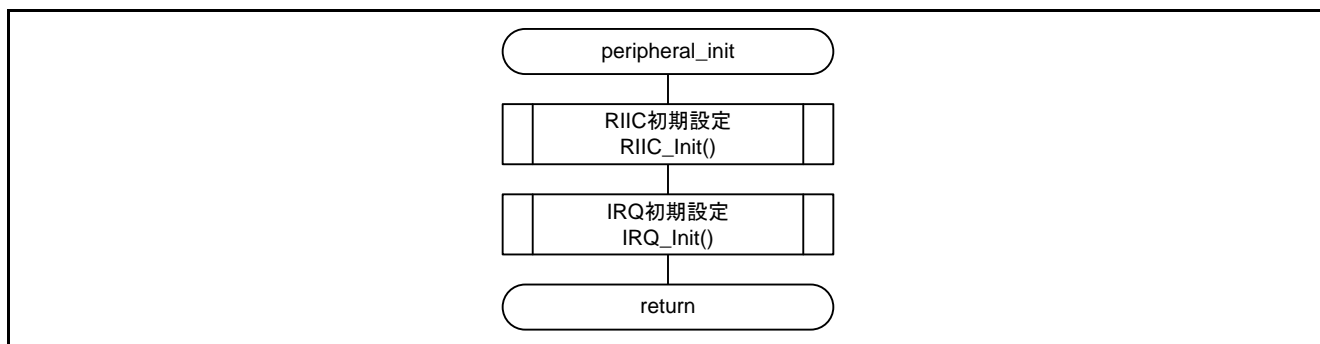 peripheral_init
RIIC初期設定
RIIC_Init()
IRQ初期設定
IRQ_Init()
return